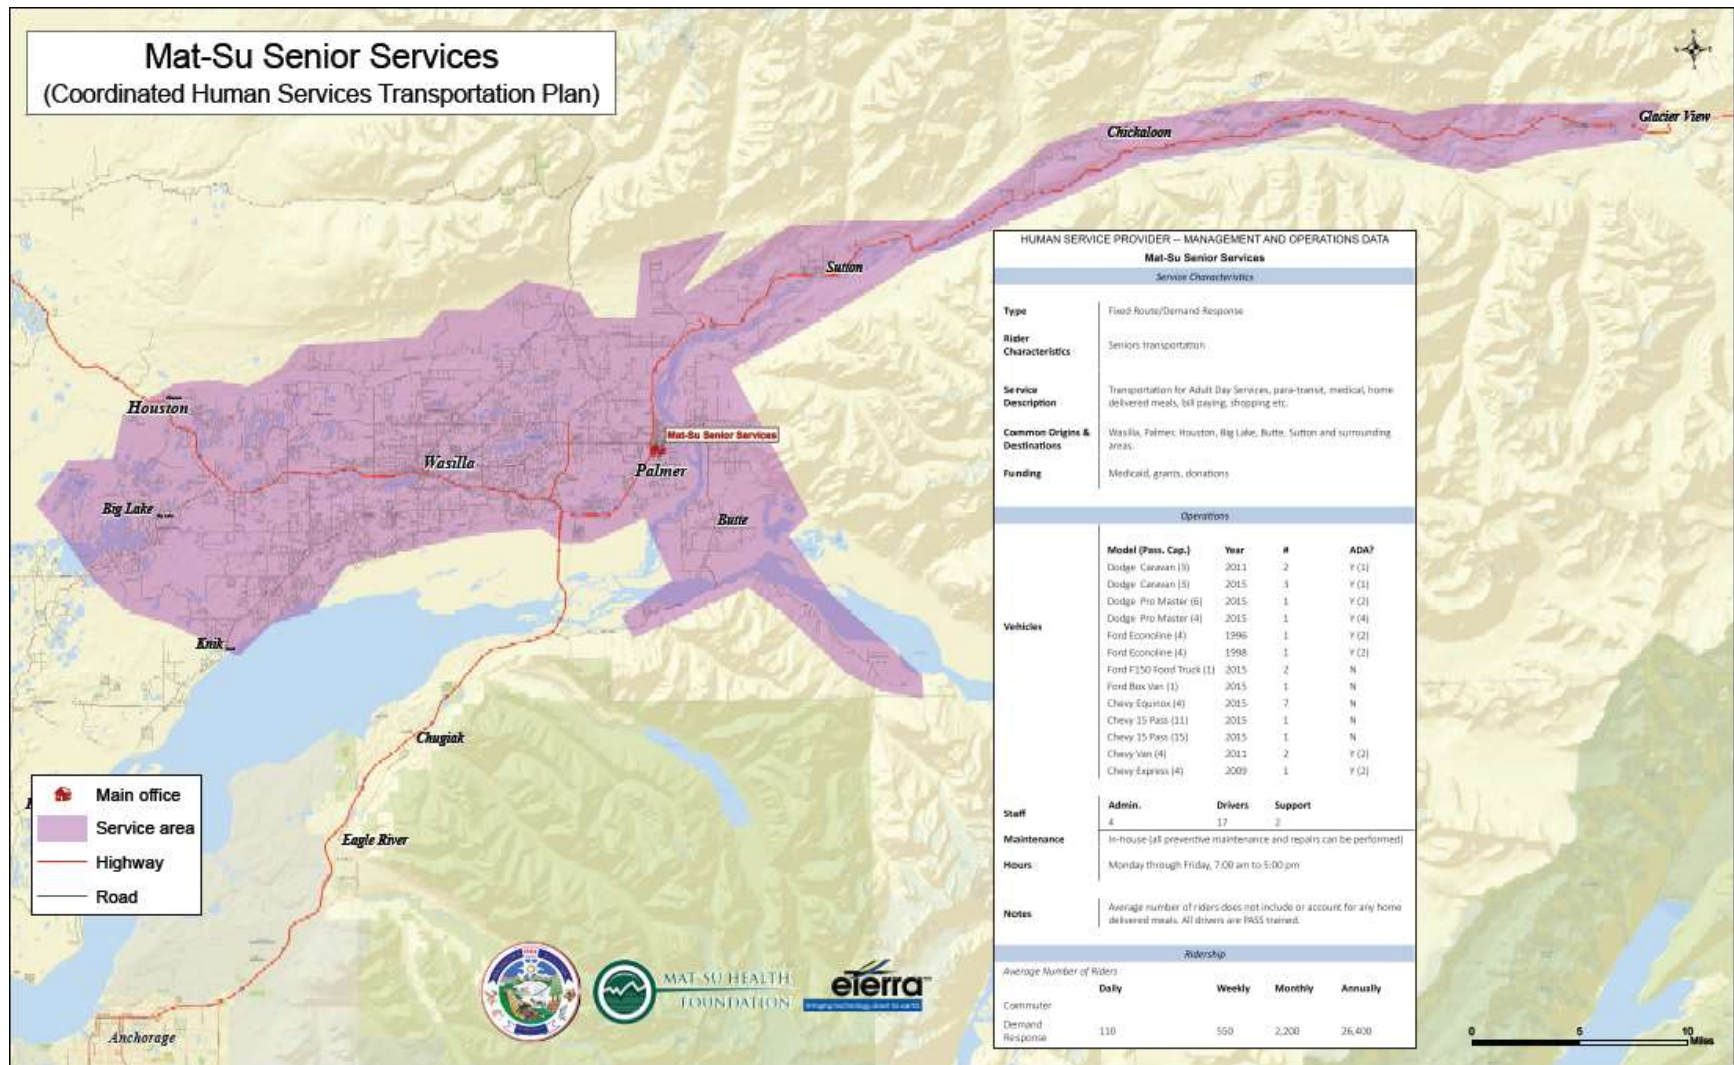 Mat-Su Senior Services
(Coordinated Human Services Transportation Plan)
Glacier View
Chickaloon
Sutton
Houston
Mat-Su Senior Services
Wasilla
Palmer
Big Lake
Butte
Knik
Chugiak
Eagle River
Anchorage
Main office
Service area
Highway
Road
MAT-SU HEALTH
FOUNDATION
eTerra
bringing technology down to earth
HUMAN SERVICE PROVIDER -- MANAGEMENT AND OPERATIONS DATA
Mat-Su Senior Services
Service Characteristics
Type Fixed Route/Demand Response
Rider
Characteristics Seniors transportation
Service Transportation for Adult Day Services, para-transit, medical, home
Description delivered meals, bill paying, shopping etc.
Common Origins & Wasilla, Palmer, Houston, Big Lake, Butte, Sutton and surrounding
Destinations areas.
Funding Medicaid, grants, donations
Operations
Vehicles
Model (Pass. Cap.) Year # ADA?
Dodge Caravan (3) 2011 2 Y (1)
Dodge Caravan (3) 2015 3 Y (1)
Dodge Pro Master (6) 2015 1 Y (2)
Dodge Pro Master (4) 2015 1 Y (4)
Ford Econoline (4) 1996 1 Y (2)
Ford Econoline (4) 1998 1 Y (2)
Ford F150 Food Truck (1) 2015 2 N
Ford Box Van (1) 2015 1 N
Chevy Equinox (4) 2015 7 N
Chevy 15 Pass (11) 2015 1 N
Chevy 15 Pass (15) 2015 1 N
Chevy Van (4) 2011 2 Y (2)
Chevy Express (4) 2009 1 Y (2)
Staff
Admin. Drivers Support
4 17 2
Maintenance In-house (all preventive maintenance and repairs can be performed)
Hours Monday through Friday, 7:00 am to 5:00 pm
Notes
Average number of riders does not include or account for any home
delivered meals. All drivers are PASS trained.
Ridership
Average Number of Riders
Daily Weekly Monthly Annually
Commuter
Demand
Response 110 550 2,200 26,400
0 5 10
Miles